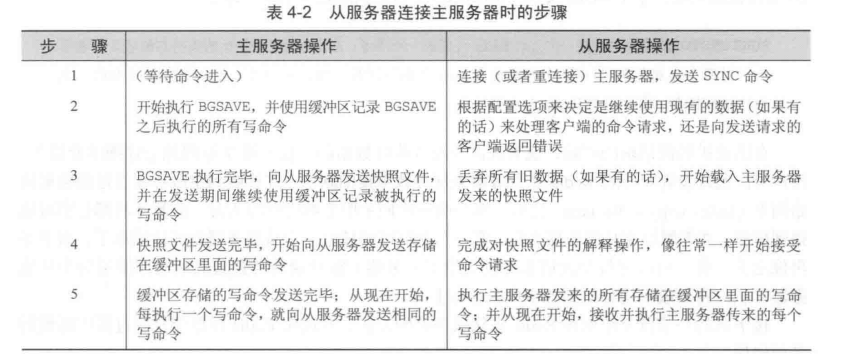 表 4-2 从服务器连接主服务器时的步骤
步 骤 主服务器操作 从服务器操作
1 （等待命令进入） 连接（或者重连接）主服务器，发送 SYNC 命令
2 开始执行 BGSAVE，并使用缓冲区记录 BGSAVE 根据配置选项来决定是继续使用现有的数据（如果有
之后执行的所有写命令 的话）来处理客户端的命令请求，还是向发送请求的
客户端返回错误
3 BGSAVE 执行完毕，向从服务器发送快照文件， 丢弃所有旧数据（如果有的话），开始载入主服务器
并在发送期间继续使用缓冲区记录被执行的 发来的快照文件
写命令
4 快照文件发送完毕，开始向从服务器发送存储 完成对快照文件的解释操作，像往常一样开始接受
在缓冲区里面的写命令 命令请求
5 缓冲区存储的写命令发送完毕；从现在开始， 执行主服务器发来的所有存储在缓冲区里面的写命
每执行一个写命令，就向从服务器发送相同的 令；并从现在开始，接收并执行主服务器传来的每个
写命令 写命令